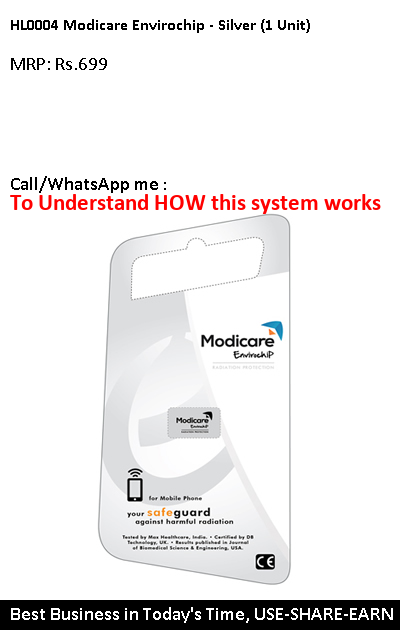 HL0004 Modicare Envirochip - Silver (1 Unit)
MRP: Rs.699
Call/WhatsApp me :
To Understand HOW this system works
Modicare
Envirochip
RADIATION PROTECTION
Modicare
Envirochip
RADIATION PROTECTION
for Mobile Phone
your safeguard
against harmful radiation
Tested by Max Healthcare, India. • Certified by DB
Technology, UK. • Results published in Journal
of Biomedical Science & Engineering, USA.
CE
Best Business in Today's Time, USE-SHARE-EARN